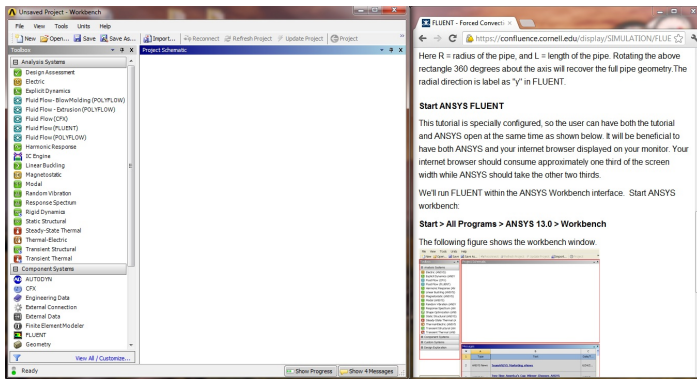 Unsaved Project - Workbench
File View Tools Units Help
New Open... Save Save As... Import... Reconnect Refresh Project Update Project Project
Toolbox
Project Schematic
Analysis Systems
Design Assessment
Electric
Explicit Dynamics
Fluid Flow - BlowMolding (POLYFLOW)
Fluid Flow - Extrusion (POLYFLOW)
Fluid Flow (CFX)
Fluid Flow (FLUENT)
Fluid Flow (POLYFLOW)
Harmonic Response
IC Engine
Linear Buckling
Magnetostatic
Modal
Random Vibration
Response Spectrum
Rigid Dynamics
Static Structural
Steady-State Thermal
Thermal-Electric
Transient Structural
Transient Thermal
Component Systems
AUTODYN
CFX
Engineering Data
External Connection
External Data
Finite Element Modeler
FLUENT
Geometry
View All / Customize...
Ready
Show Progress
Show 4 Messages
FLUENT - Forced Convecti
https://confluence.cornell.edu/display/SIMULATION/FLUE
Here R = radius of the pipe, and L = length of the pipe. Rotating the above
rectangle 360 degrees about the axis will recover the full pipe geometry.The
radial direction is label as "y" in FLUENT.
Start ANSYS FLUENT
This tutorial is specially configured, so the user can have both the tutorial
and ANSYS open at the same time as shown below. It will be beneficial to
have both ANSYS and your internet browser displayed on your monitor. Your
internet browser should consume approximately one third of the screen
width while ANSYS should take the other two thirds.
We'll run FLUENT within the ANSYS Workbench interface. Start ANSYS
workbench:
Start > All Programs > ANSYS 13.0 > Workbench
The following figure shows the workbench window.